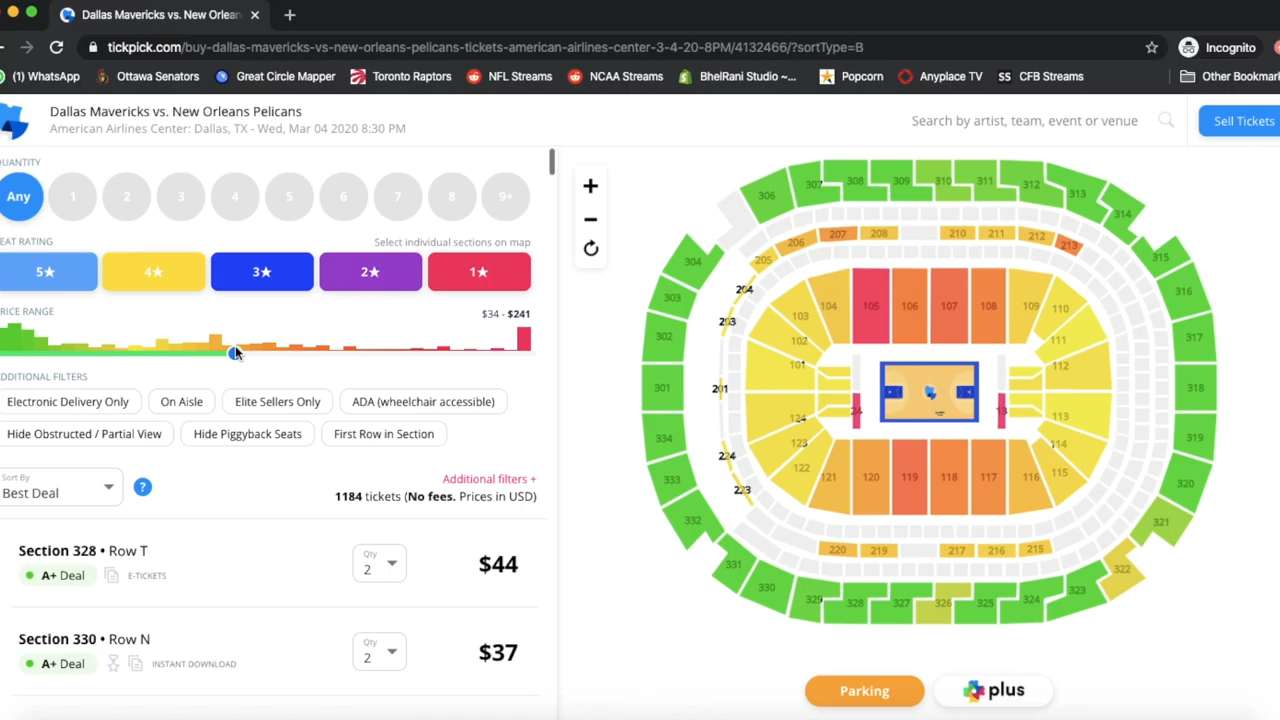 Dallas Mavericks vs. New Orlean
tickpick.com/buy-dallas-mavericks-vs-new-orleans-pelicans-tickets-american-airlines-center-3-4-20-8PM/4132466/?sortType=B
Incognito
(1) WhatsApp
Ottawa Senators
Great Circle Mapper
Toronto Raptors
NFL Streams
NCAA Streams
BhelRani Studio ~...
Popcorn
Anyplace TV
SS CFB Streams
Other Bookmar
Dallas Mavericks vs. New Orleans Pelicans
American Airlines Center: Dallas, TX - Wed, Mar 04 2020 8:30 PM
Search by artist, team, event or venue
Sell Tickets
QUANTITY
Any 1 2 3 4 5 6 7 8 9+
EAT RATING
Select individual sections on map
5★ 4★ 3★ 2★ 1★
RICE RANGE
$34 - $241
DDITIONAL FILTERS
Electronic Delivery Only
On Aisle
Elite Sellers Only
ADA (wheelchair accessible)
Hide Obstructed / Partial View
Hide Piggyback Seats
First Row in Section
Sort By
Best Deal
?
Additional filters +
1184 tickets (No fees. Prices in USD)
Section 328 • Row T
A+ Deal
E-TICKETS
Qty
2
$44
Section 330 • Row N
A+ Deal
INSTANT DOWNLOAD
Qty
2
$37
306 307 308 309 310 311 312 313 314
304 205 206 207 208 210 211 212 213 315
303 204 316
302 203 317
301 201 318
334 224 319
333 223 320
332 321
331 220 219 217 216 215 322
330 329 328 327 326 325 324 323
103 104 105 106 107 108 109 110
102 111
101 112
124 24 13 113
123 114
122 121 120 119 118 117 116 115
Parking
plus